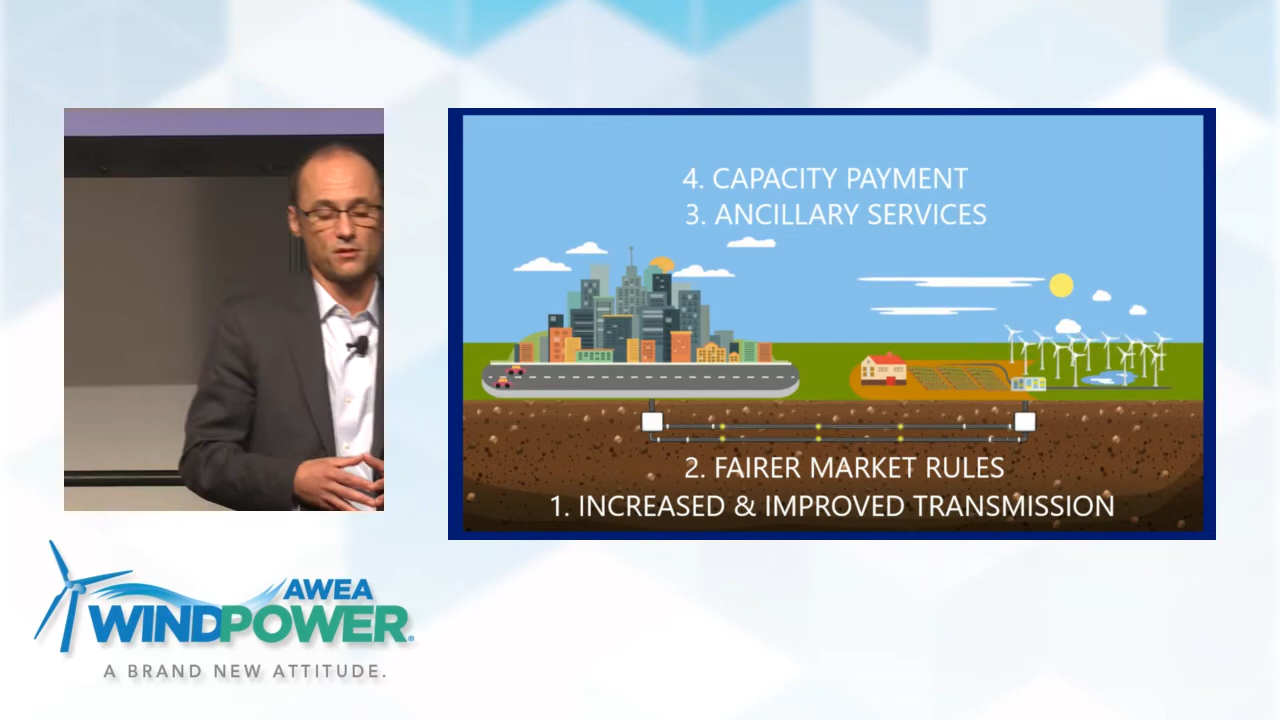 4. CAPACITY PAYMENT
3. ANCILLARY SERVICES
2. FAIRER MARKET RULES
1. INCREASED & IMPROVED TRANSMISSION
AWEA
WINDPOWER®
A BRAND NEW ATTITUDE.